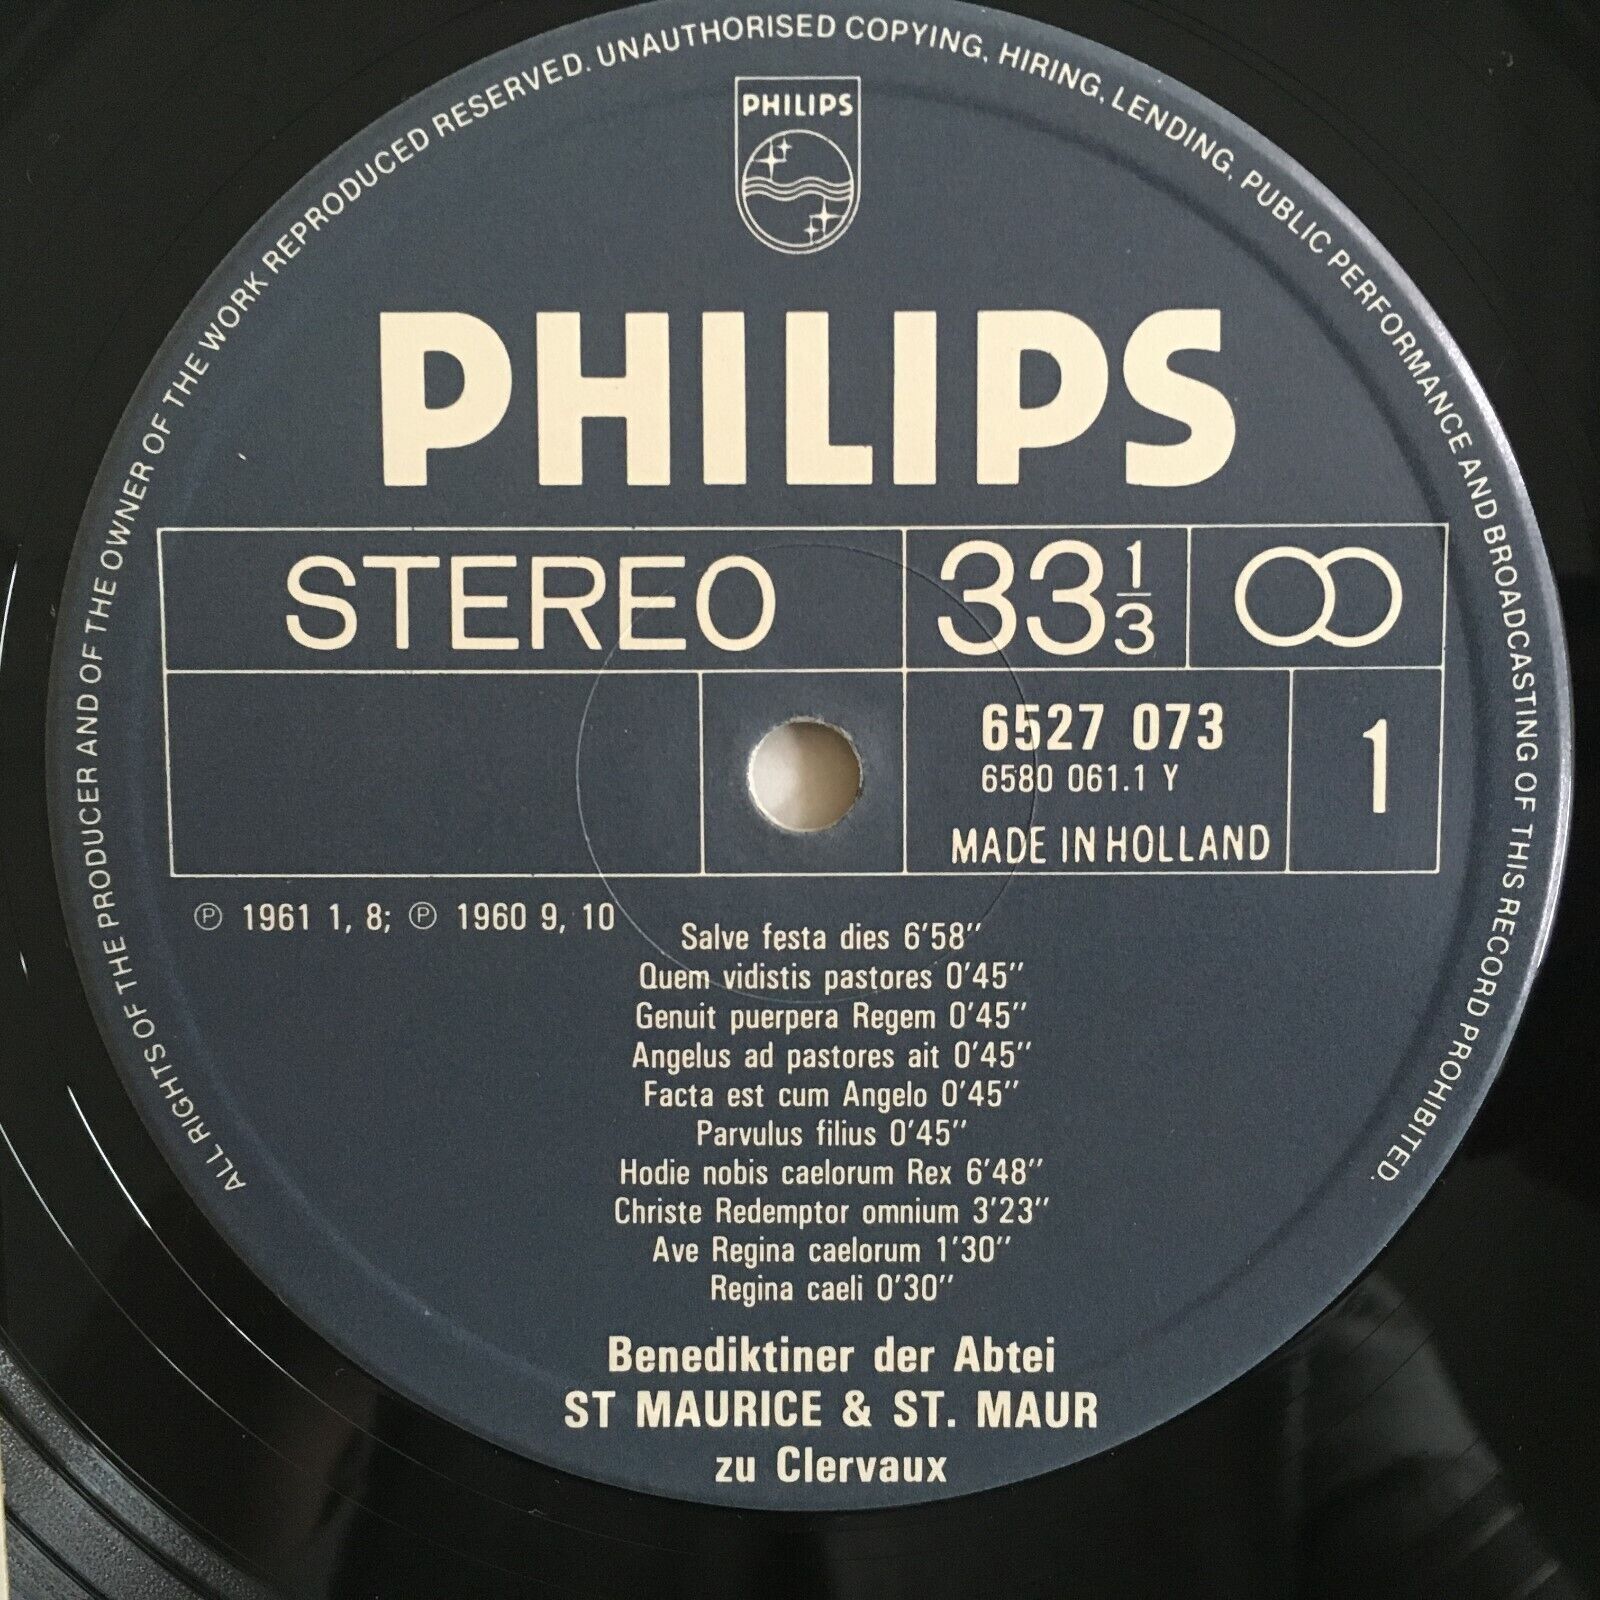 ALL RIGHTS OF THE PRODUCER AND OF THE OWNER OF THE WORK REPRODUCED RESERVED. UNAUTHORISED COPYING, HIRING, LENDING, PUBLIC PERFORMANCE AND BROADCASTING OF THIS RECORD PROHIBITED.
PHILIPS
PHILIPS
STEREO 33 1/3
6527 073
6580 061.1 Y 1
MADE IN HOLLAND
℗ 1961 1, 8; ℗ 1960 9, 10
Salve festa dies 6'58''
Quem vidistis pastores 0'45''
Genuit puerpera Regem 0'45''
Angelus ad pastores ait 0'45''
Facta est cum Angelo 0'45''
Parvulus filius 0'45''
Hodie nobis caelorum Rex 6'48''
Christe Redemptor omnium 3'23''
Ave Regina caelorum 1'30''
Regina caeli 0'30''
Benediktiner der Abtei
ST MAURICE & ST. MAUR
zu Clervaux